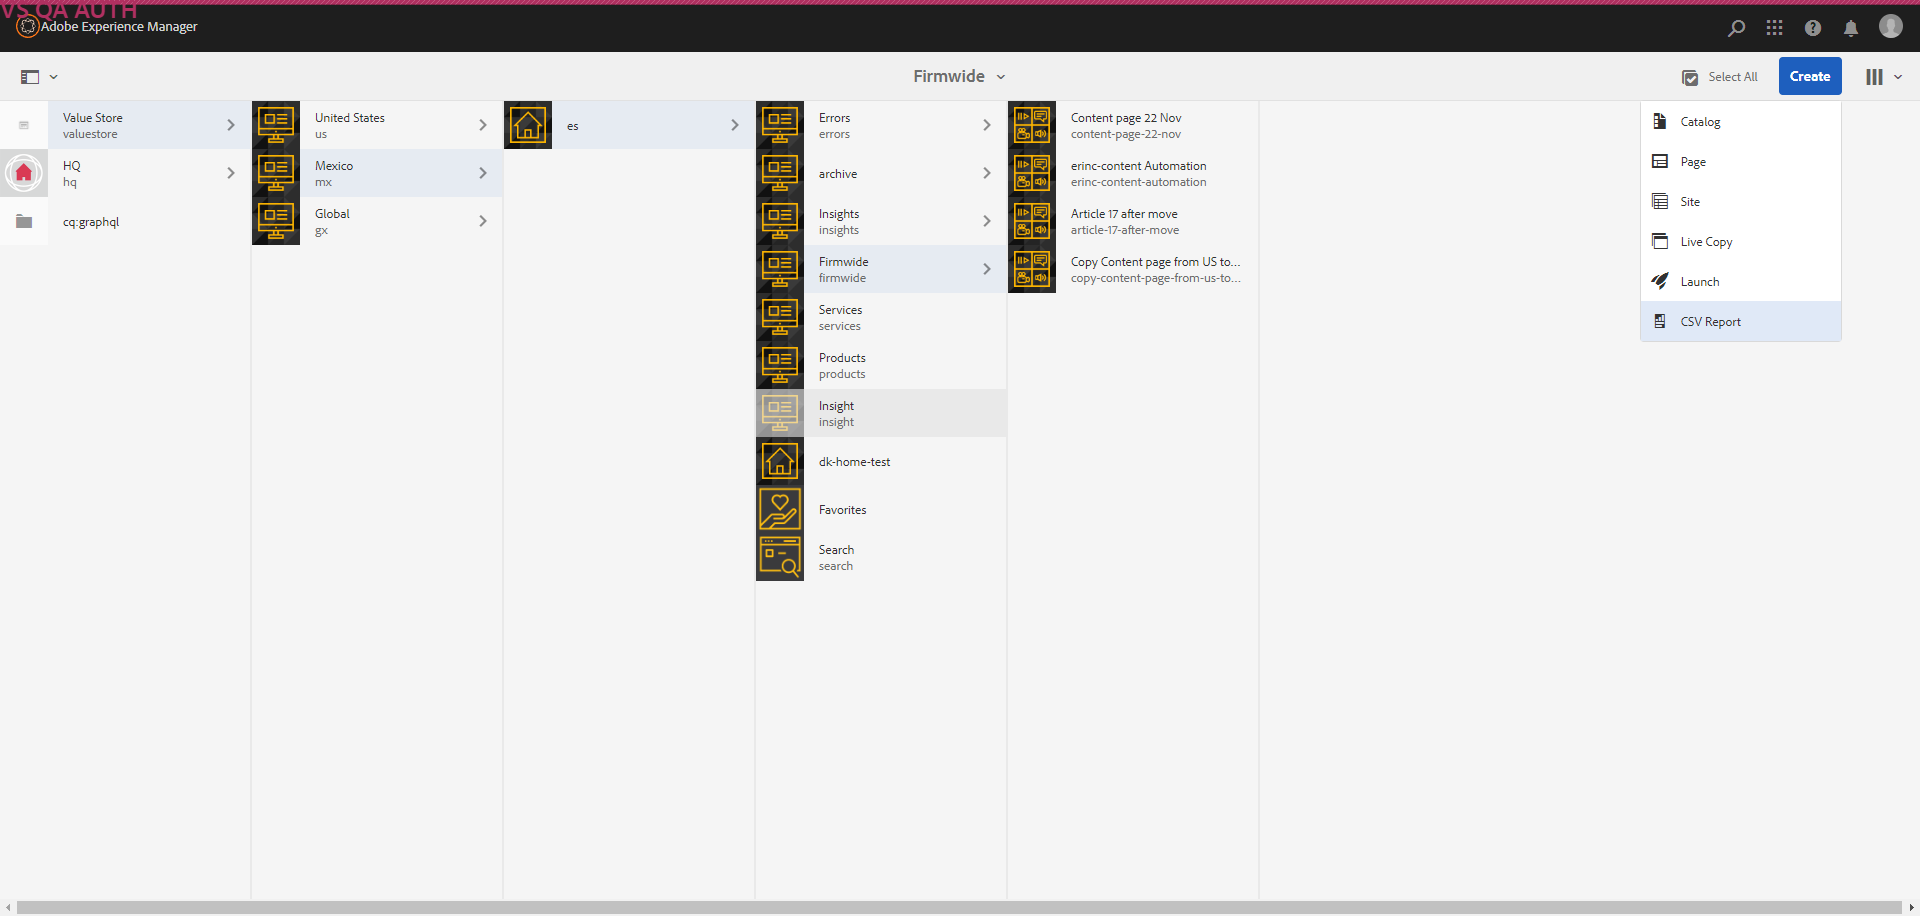 VS QA AUTH
Adobe Experience Manager
Firmwide
Select All
Create
Value Store
valuestore
HQ
hq
cq:graphql
United States
us
Mexico
mx
Global
gx
es
Errors
errors
archive
Insights
insights
Firmwide
firmwide
Services
services
Products
products
Insight
insight
dk-home-test
Favorites
Search
search
Content page 22 Nov
content-page-22-nov
erinc-content Automation
erinc-content-automation
Article 17 after move
article-17-after-move
Copy Content page from US to...
copy-content-page-from-us-to...
Catalog
Page
Site
Live Copy
Launch
CSV Report